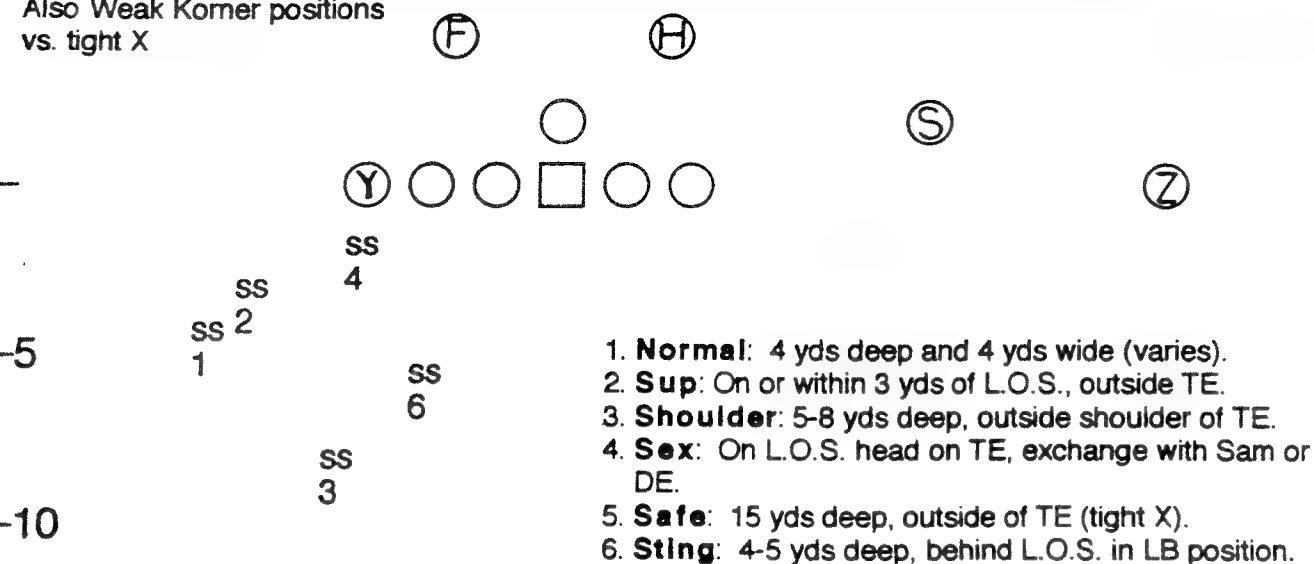 Also Weak Korner positions
vs. tight X
F H
S
Y Z
ss
4
ss
2
ss
1
-5
ss
6
ss
3
-10
1. Normal: 4 yds deep and 4 yds wide (varies).
2. Sup: On or within 3 yds of L.O.S., outside TE.
3. Shoulder: 5-8 yds deep, outside shoulder of TE.
4. Sex: On L.O.S. head on TE, exchange with Sam or
DE.
5. Safe: 15 yds deep, outside of TE (tight X).
6. Sting: 4-5 yds deep, behind L.O.S. in LB position.